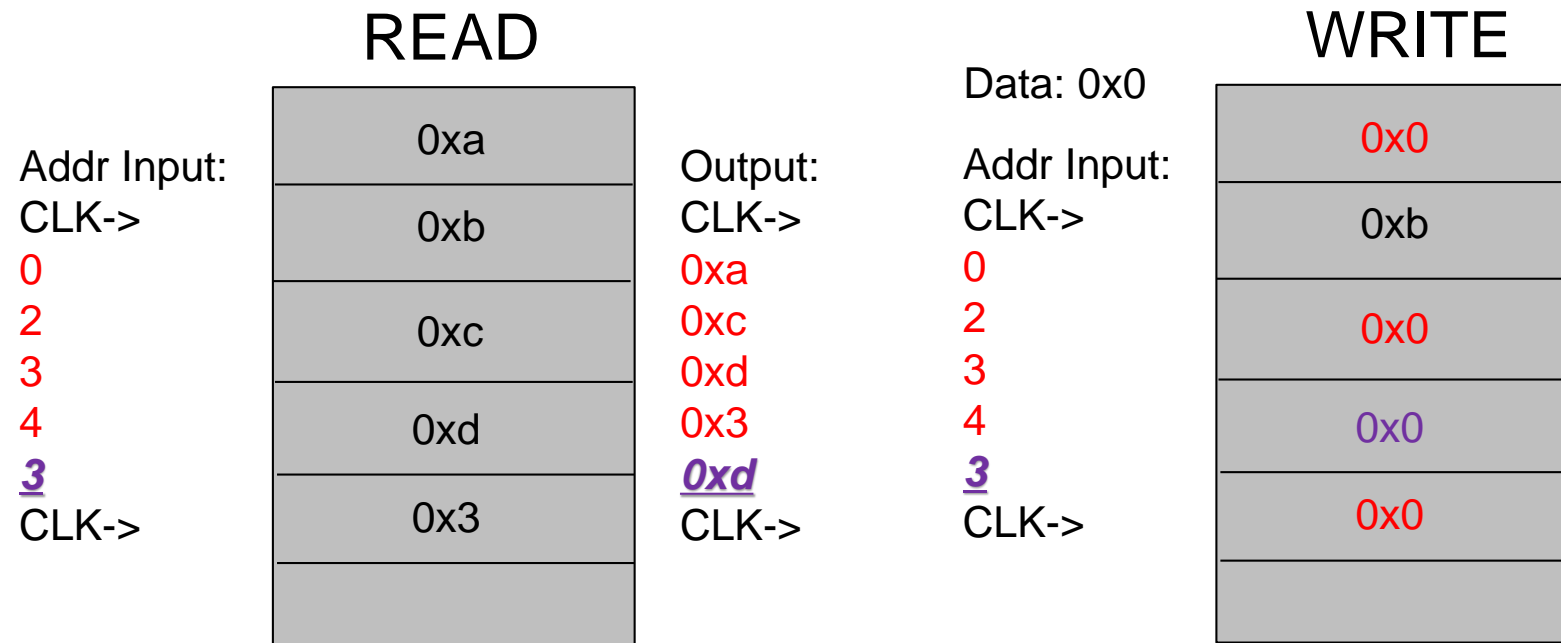 READ
Addr Input:
CLK->
0
2
3
4
3
CLK->
0xa
0xb
0xc
0xd
0x3
Output:
CLK->
0xa
0xc
0xd
0x3
0xd
CLK->
WRITE
Data: 0x0
Addr Input:
CLK->
0
2
3
4
3
CLK->
0x0
0xb
0x0
0x0
0x0